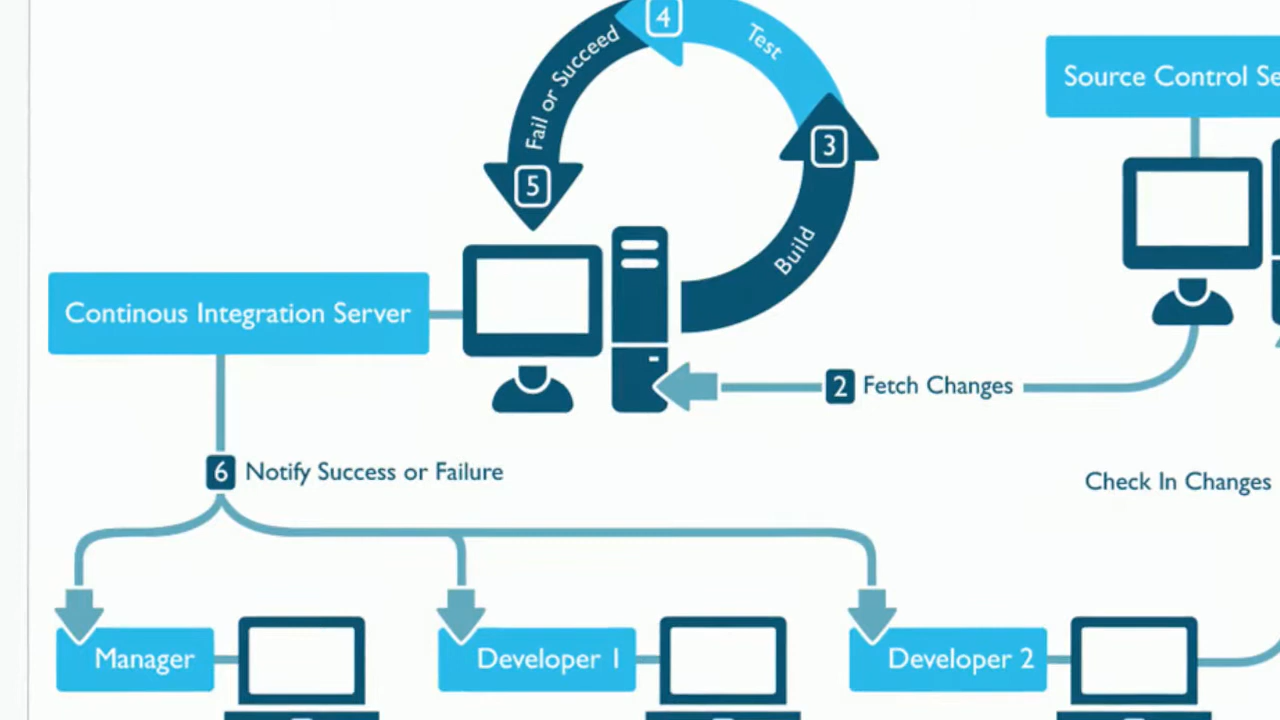 4
Test
Fail or Succeed
Source Control Se
3
5
Build
Continous Integration Server
2 Fetch Changes
6 Notify Success or Failure
Check In Changes
Manager
Developer 1
Developer 2